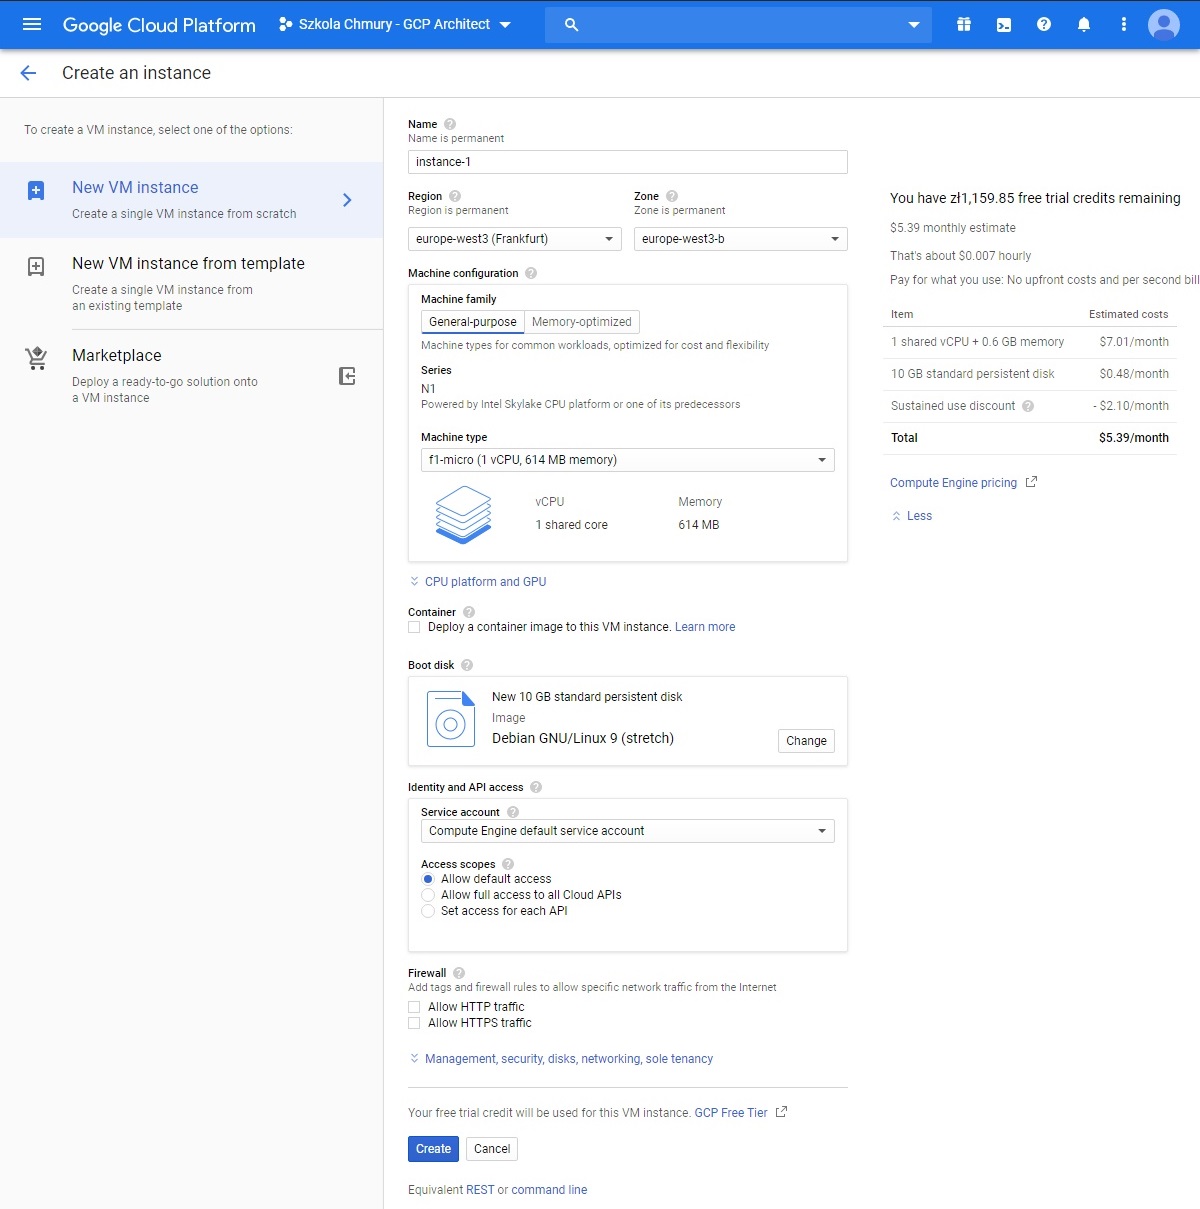 Google Cloud Platform
Szkola Chmury - GCP Architect
Create an instance
To create a VM instance, select one of the options:
New VM instance
Create a single VM instance from scratch
New VM instance from template
Create a single VM instance from
an existing template
Marketplace
Deploy a ready-to-go solution onto
a VM instance
Name
Name is permanent
instance-1
Region
Region is permanent
europe-west3 (Frankfurt)
Zone
Zone is permanent
europe-west3-b
Machine configuration
Machine family
General-purpose
Memory-optimized
Machine types for common workloads, optimized for cost and flexibility
Series
N1
Powered by Intel Skylake CPU platform or one of its predecessors
Machine type
f1-micro (1 vCPU, 614 MB memory)
vCPU
1 shared core
Memory
614 MB
CPU platform and GPU
Container
Deploy a container image to this VM instance. Learn more
Boot disk
New 10 GB standard persistent disk
Image
Debian GNU/Linux 9 (stretch)
Change
Identity and API access
Service account
Compute Engine default service account
Access scopes
Allow default access
Allow full access to all Cloud APIs
Set access for each API
Firewall
Add tags and firewall rules to allow specific network traffic from the Internet
Allow HTTP traffic
Allow HTTPS traffic
Management, security, disks, networking, sole tenancy
Your free trial credit will be used for this VM instance. GCP Free Tier
Create
Cancel
Equivalent REST or command line
You have zł1,159.85 free trial credits remaining
$5.39 monthly estimate
That's about $0.007 hourly
Pay for what you use: No upfront costs and per second bill
Item Estimated costs
1 shared vCPU + 0.6 GB memory $7.01/month
10 GB standard persistent disk $0.48/month
Sustained use discount - $2.10/month
Total $5.39/month
Compute Engine pricing
Less